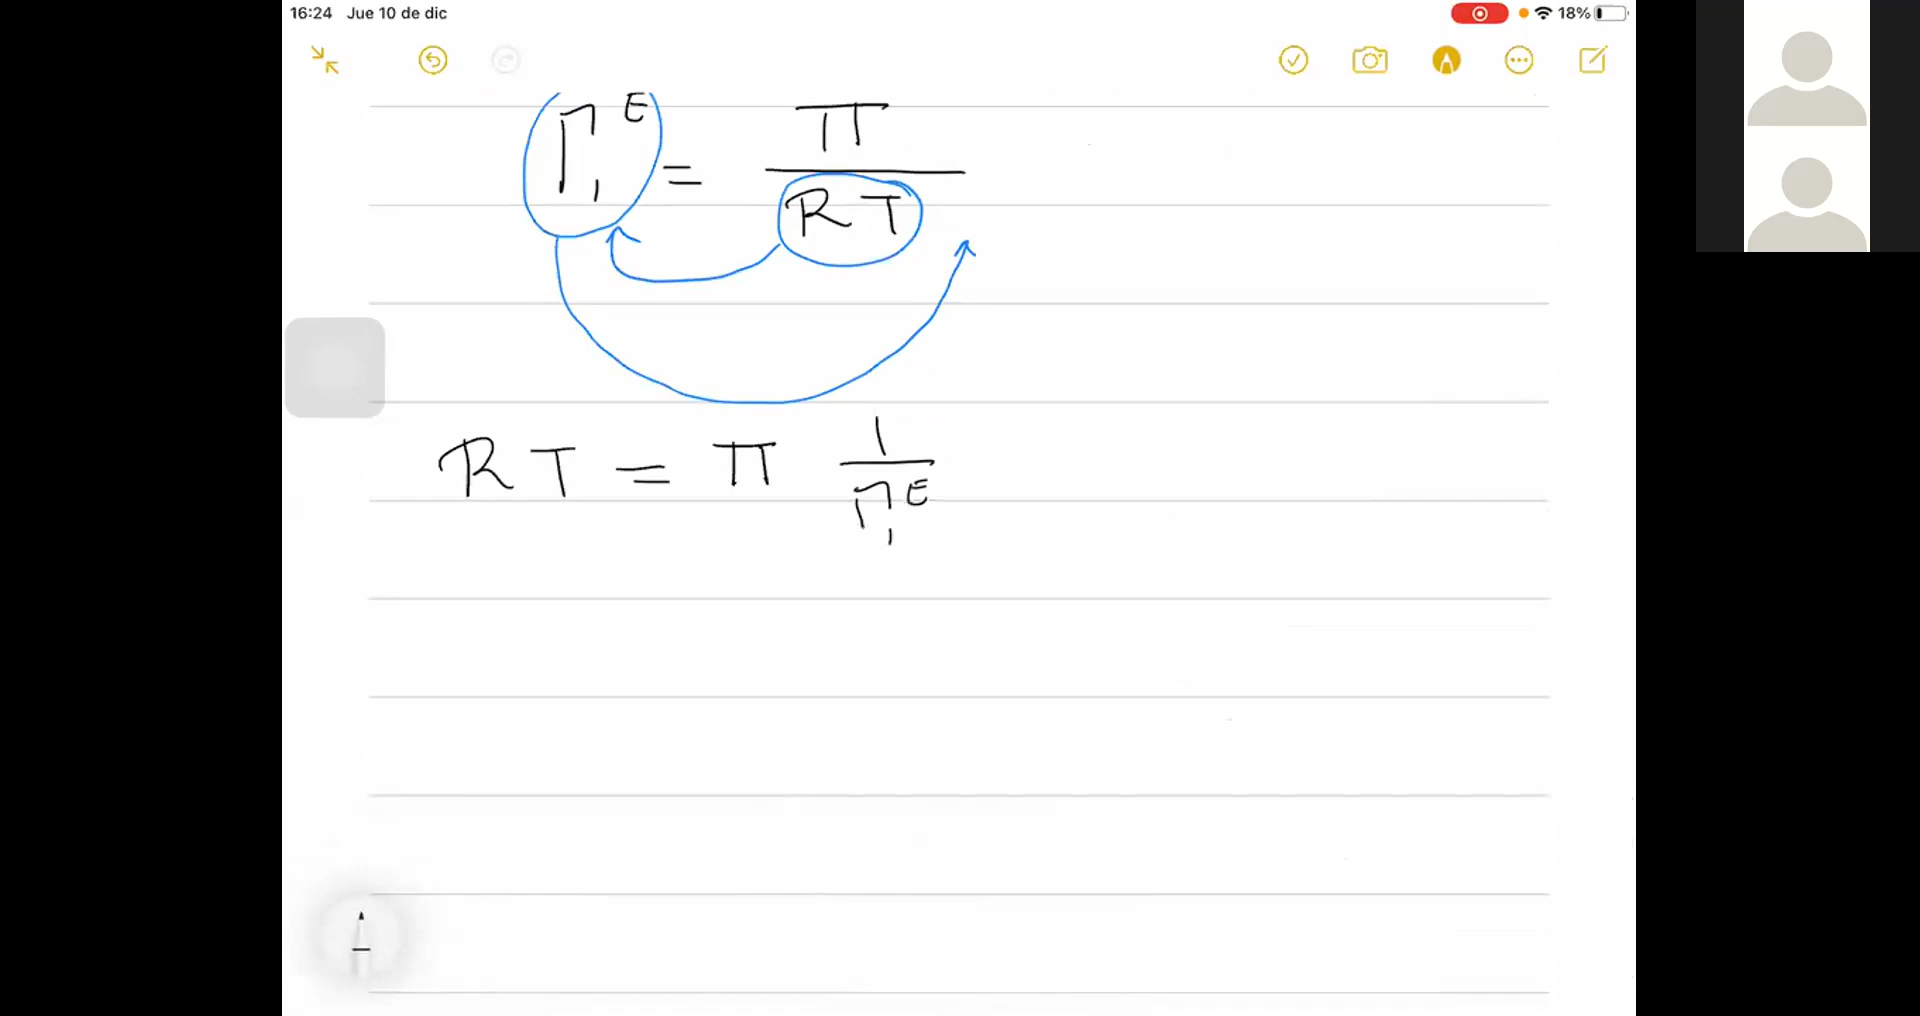 16:24 Jue 10 de dic 18%
Γ₁ᴱ = π / RT
RT = π 1 / Γ₁ᴱ